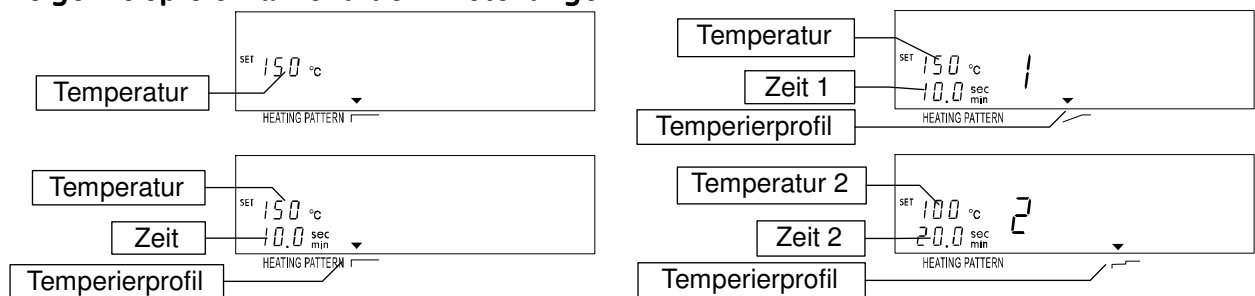 Temperatur
SET 150 °C
HEATING PATTERN
Temperatur
Zeit 1
Temperierprofil
SET 150 °C 1
10.0 sec
min
HEATING PATTERN
Temperatur
Zeit
Temperierprofil
SET 150 °C
10.0 sec
min
HEATING PATTERN
Temperatur 2
Zeit 2
Temperierprofil
SET 100 °C 2
20.0 sec
min
HEATING PATTERN